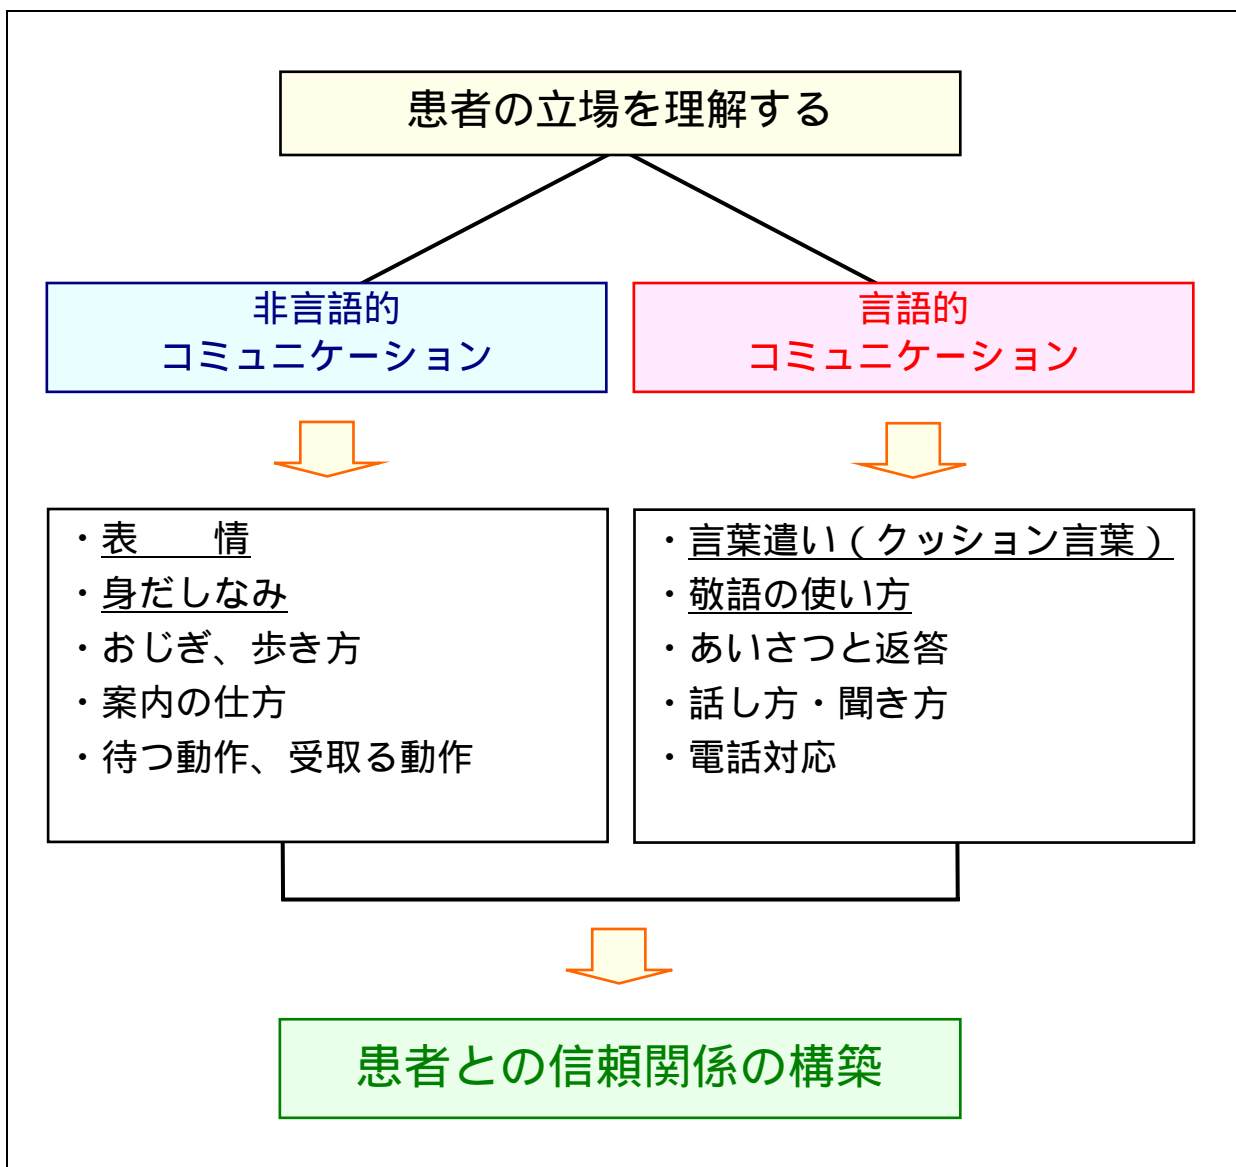 患者の立場を理解する
非言語的
コミュニケーション
言語的
コミュニケーション
・表　　情
・身だしなみ
・おじぎ、歩き方
・案内の仕方
・待つ動作、受取る動作
・言葉遣い（クッション言葉）
・敬語の使い方
・あいさつと返答
・話し方・聞き方
・電話対応
患者との信頼関係の構築